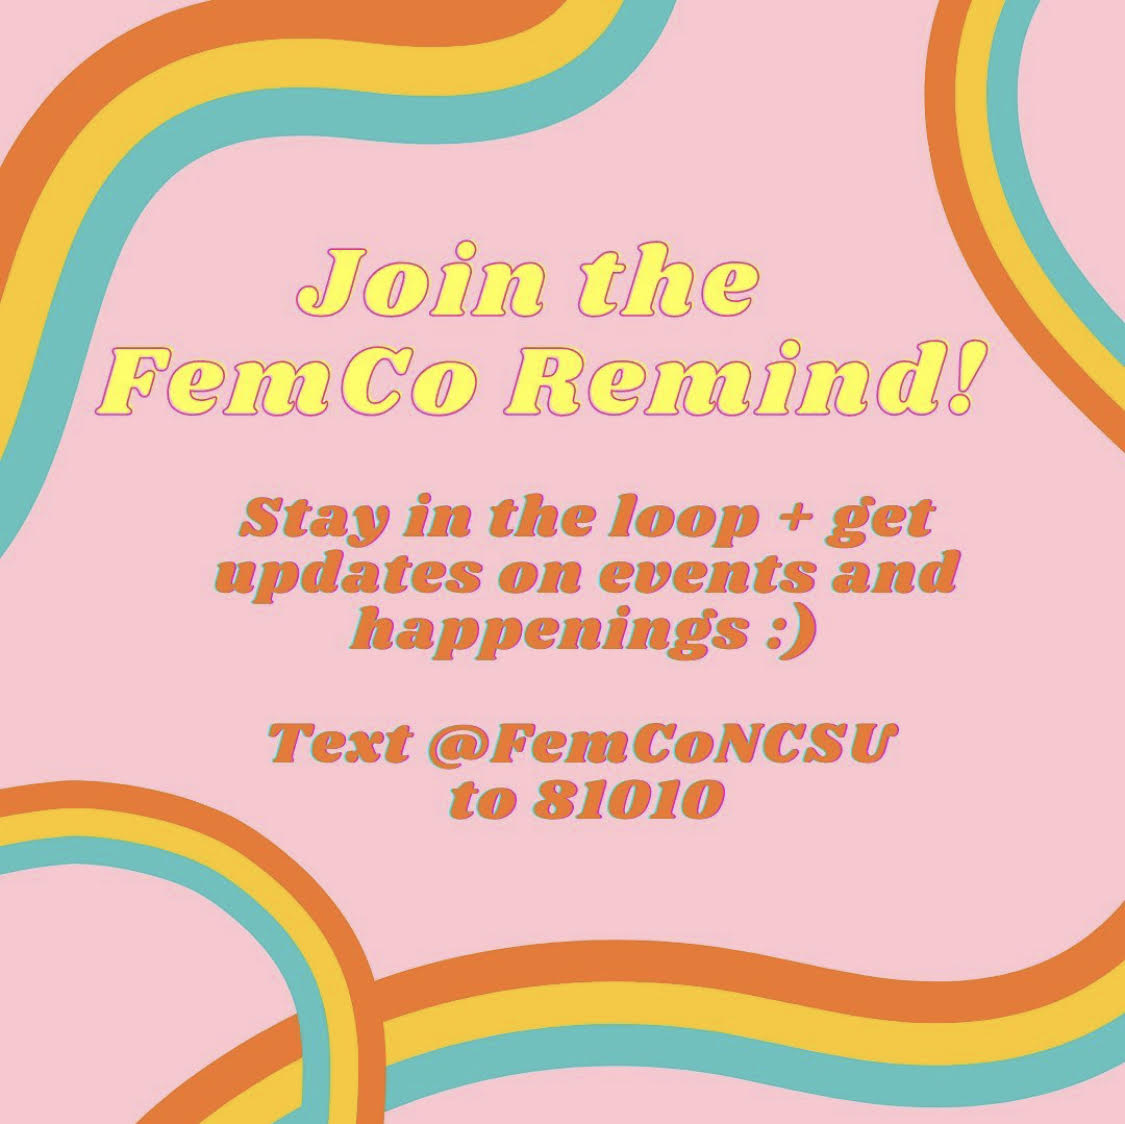 Join the
FemCo Remind!
Stay in the loop + get
updates on events and
happenings :)
Text @FemCoNCSU
to 81010